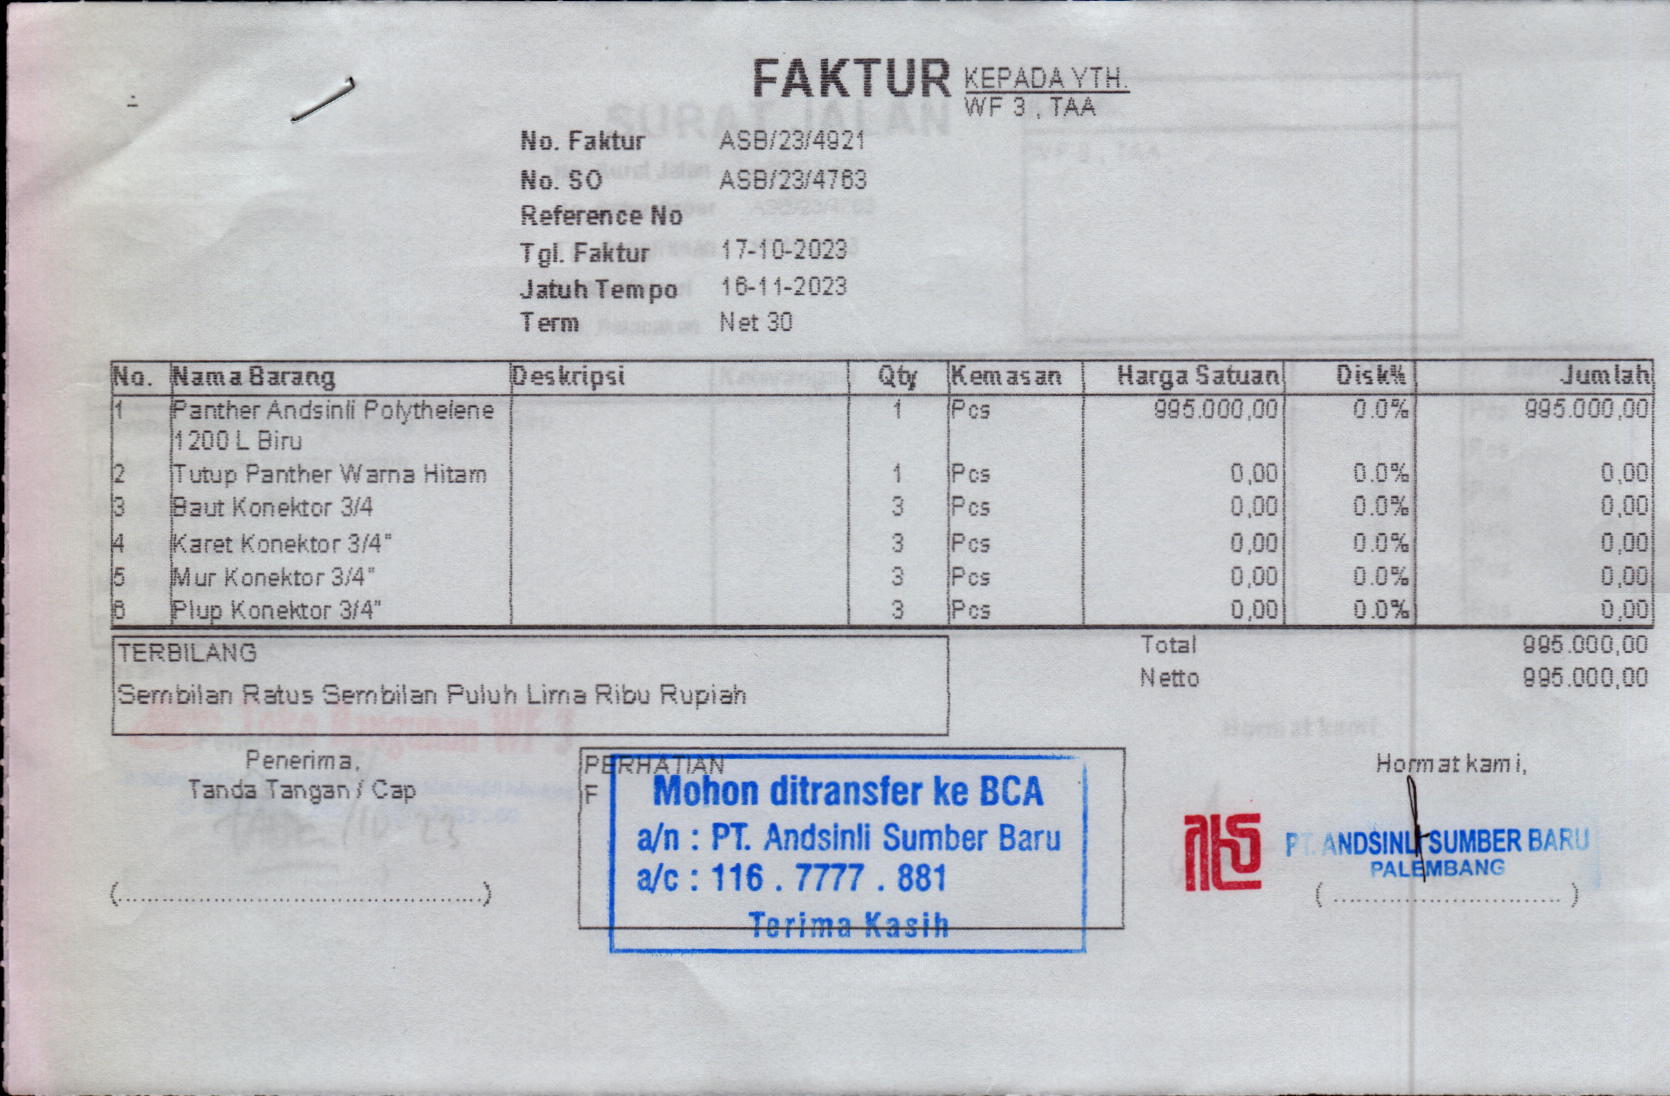 FAKTUR
KEPADA YTH.
WF 3 , TAA
No. Faktur ASB/23/4921
No. SO ASB/23/4763
Reference No
Tgl. Faktur 17-10-2023
Jatuh Tempo 16-11-2023
Term Net 30
No. Nama Barang Deskripsi Qty Kemasan Harga Satuan Disk% Jumlah
1 Panther Andsinli Polythelene 1 Pcs 995.000,00 0.0% 995.000,00
1200 L Biru
2 Tutup Panther Warna Hitam 1 Pcs 0,00 0.0% 0,00
3 Baut Konektor 3/4 3 Pcs 0,00 0.0% 0,00
4 Karet Konektor 3/4" 3 Pcs 0,00 0.0% 0,00
5 Mur Konektor 3/4" 3 Pcs 0,00 0.0% 0,00
6 Plup Konektor 3/4" 3 Pcs 0,00 0.0% 0,00
TERBILANG
Sembilan Ratus Sembilan Puluh Lima Ribu Rupiah
Total 995.000,00
Netto 995.000,00
Penerima,
Tanda Tangan / Cap
(................................................)
PERHATIAN
F
Mohon ditransfer ke BCA
a/n : PT. Andsinli Sumber Baru
a/c : 116 . 7777 . 881
Terima Kasih
Hormat kami,
PT. ANDSINLI SUMBER BARU
PALEMBANG
( .............................. )